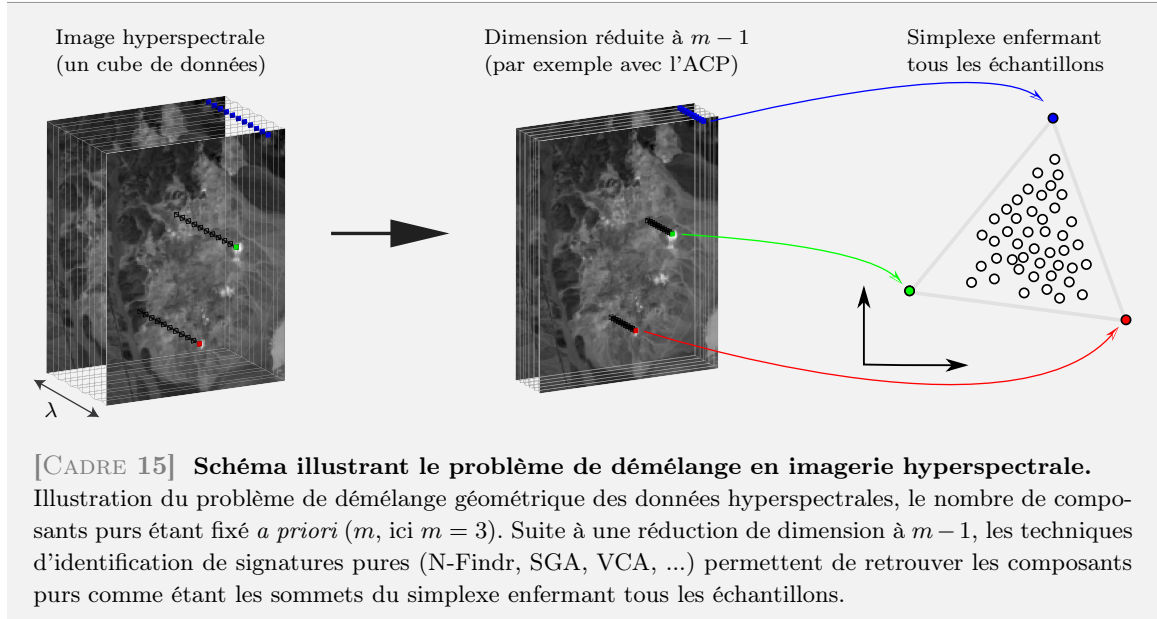 Image hyperspectrale
(un cube de données)
Dimension réduite à m − 1
(par exemple avec l'ACP)
Simplexe enfermant
tous les échantillons
λ
[Cadre 15] Schéma illustrant le problème de démélange en imagerie hyperspectrale.
Illustration du problème de démélange géométrique des données hyperspectrales, le nombre de compo-
sants purs étant fixé a priori (m, ici m = 3). Suite à une réduction de dimension à m − 1, les techniques
d'identification de signatures pures (N-Findr, SGA, VCA, ...) permettent de retrouver les composants
purs comme étant les sommets du simplexe enfermant tous les échantillons.